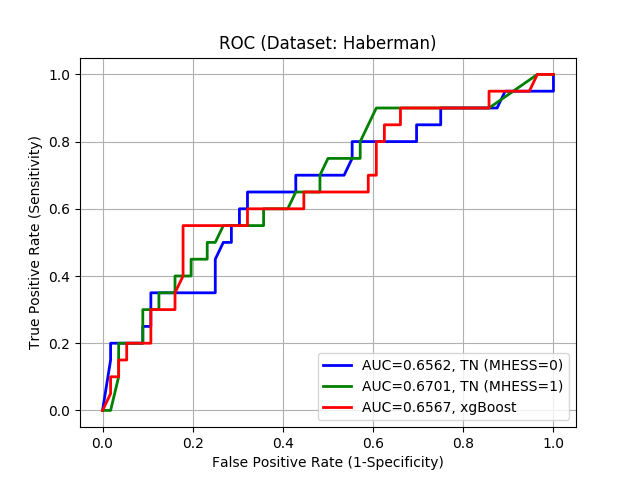 ROC (Dataset: Haberman)
True Positive Rate (Sensitivity)
1.0
0.8
0.6
0.4
0.2
0.0
AUC=0.6562, TN (MHESS=0)
AUC=0.6701, TN (MHESS=1)
AUC=0.6567, xgBoost
0.0 0.2 0.4 0.6 0.8 1.0
False Positive Rate (1-Specificity)